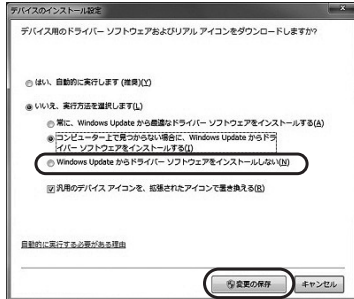 デバイスのインストール設定
デバイス用のドライバー ソフトウェアおよびリアル アイコンをダウンロードしますか?
はい、自動的に実行します (推奨)(Y)
いいえ、実行方法を選択します(L)
常に、Windows Update から最適なドライバー ソフトウェアをインストールする(A)
コンピューター上で見つからない場合に、Windows Update からドラ
イバー ソフトウェアをインストールする(I)
Windows Update からドライバー ソフトウェアをインストールしない(N)
汎用のデバイス アイコンを、拡張されたアイコンで置き換える(R)
自動的に実行する必要がある理由
変更の保存
キャンセル